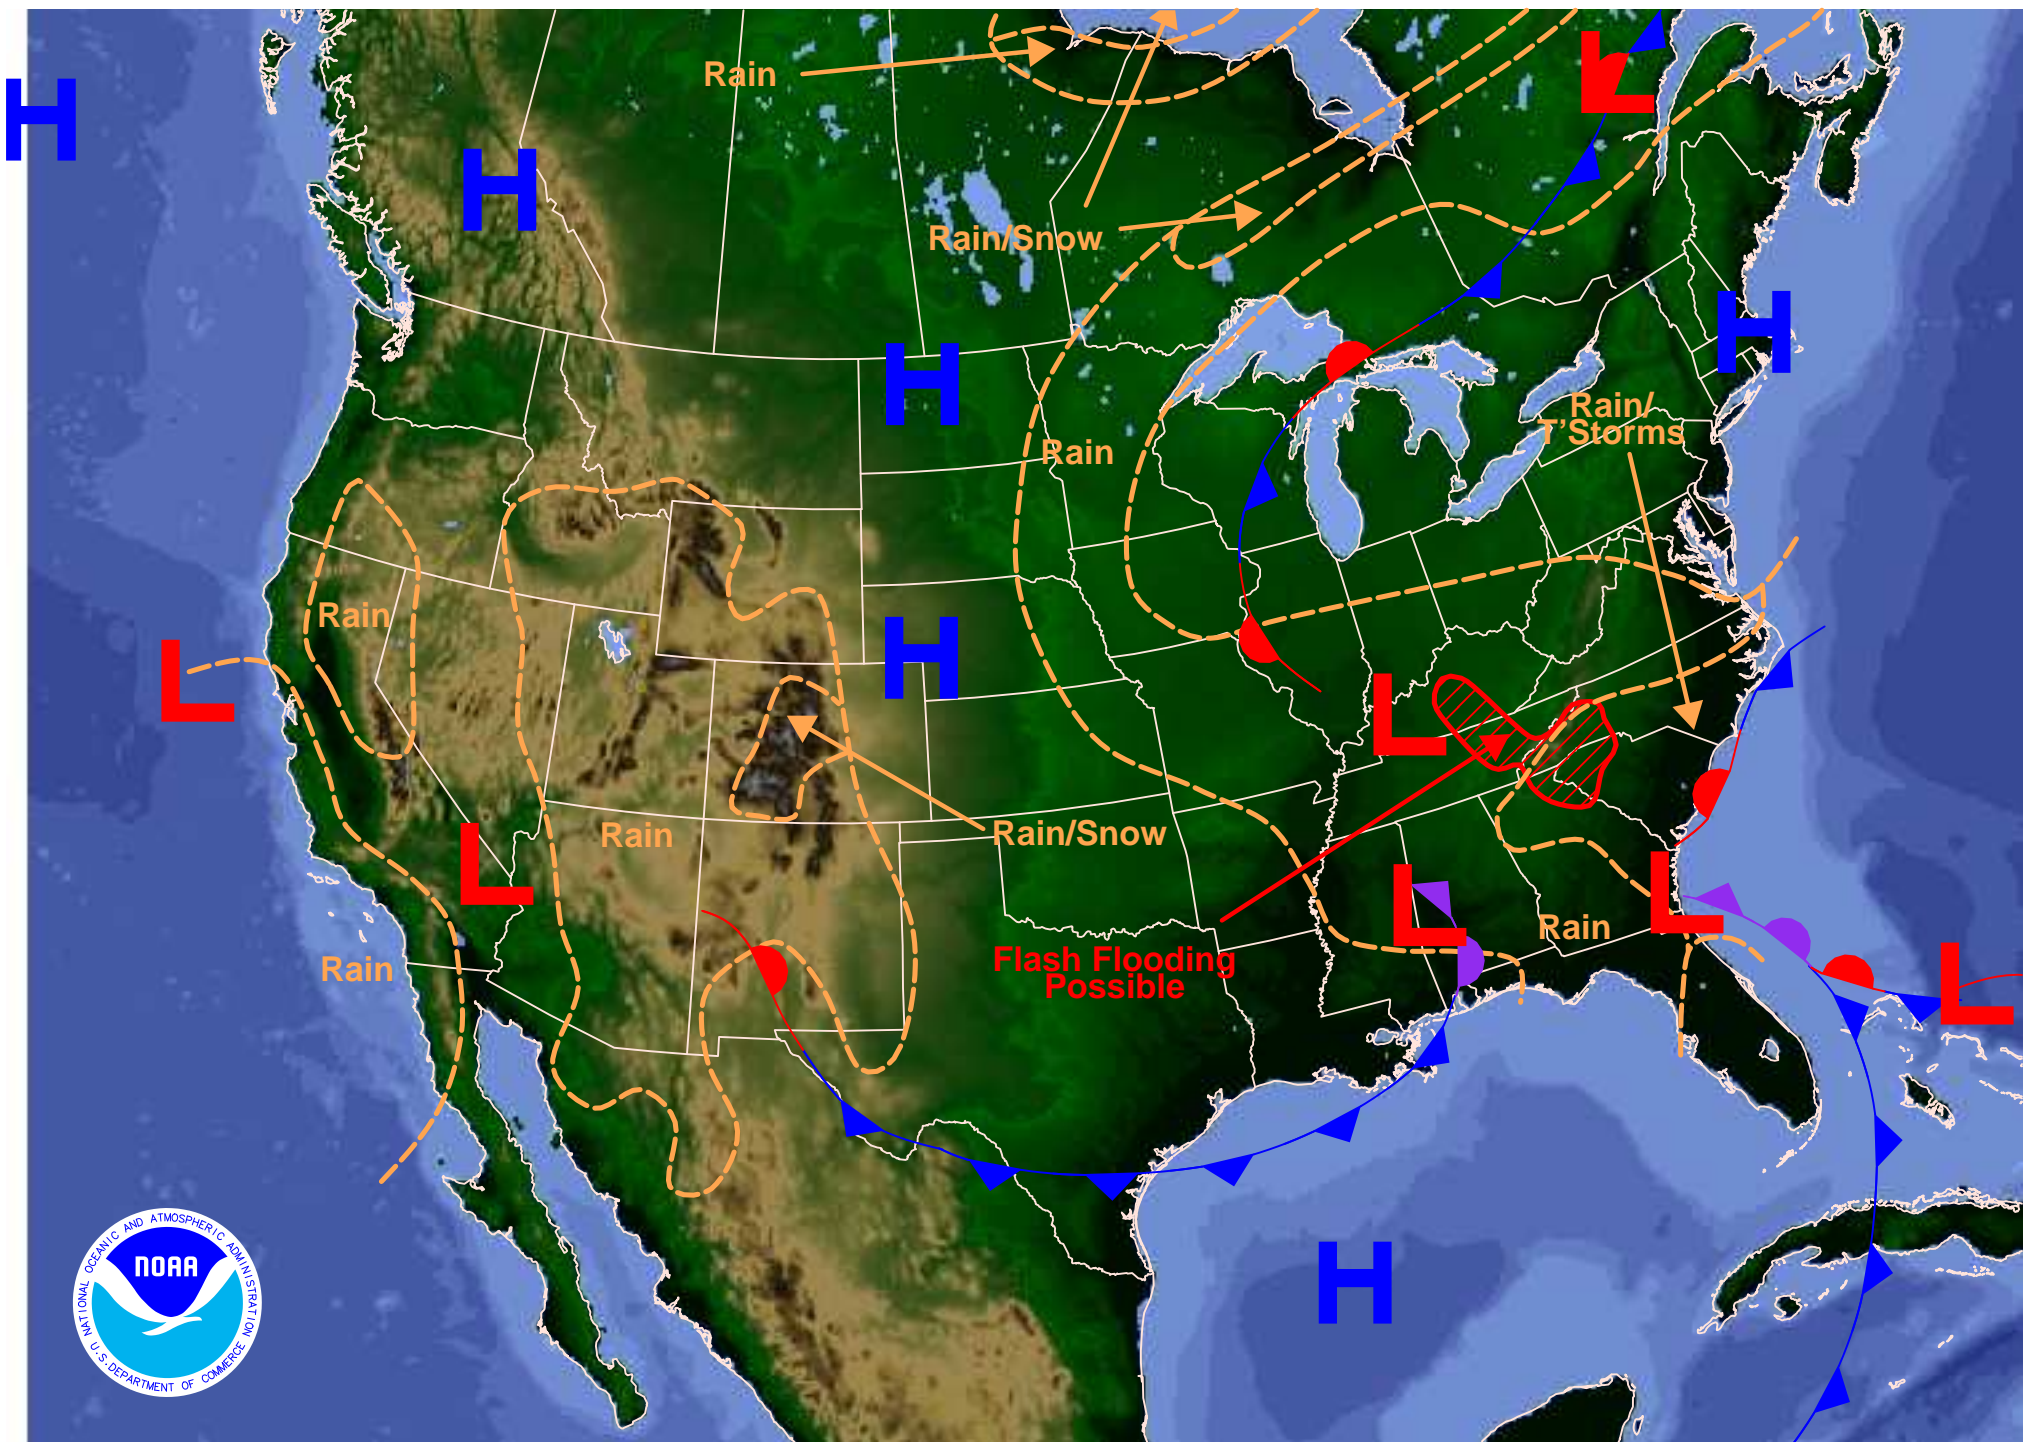 Rain
H
L
H
Rain/Snow
H
H
Rain/
T'Storms
Rain
Rain
L
H
L
Rain/Snow
Rain
L
L
L
Rain
Rain
Flash Flooding
Possible
L
H
NOAA
NATIONAL OCEANIC AND ATMOSPHERIC ADMINISTRATION
U.S. DEPARTMENT OF COMMERCE